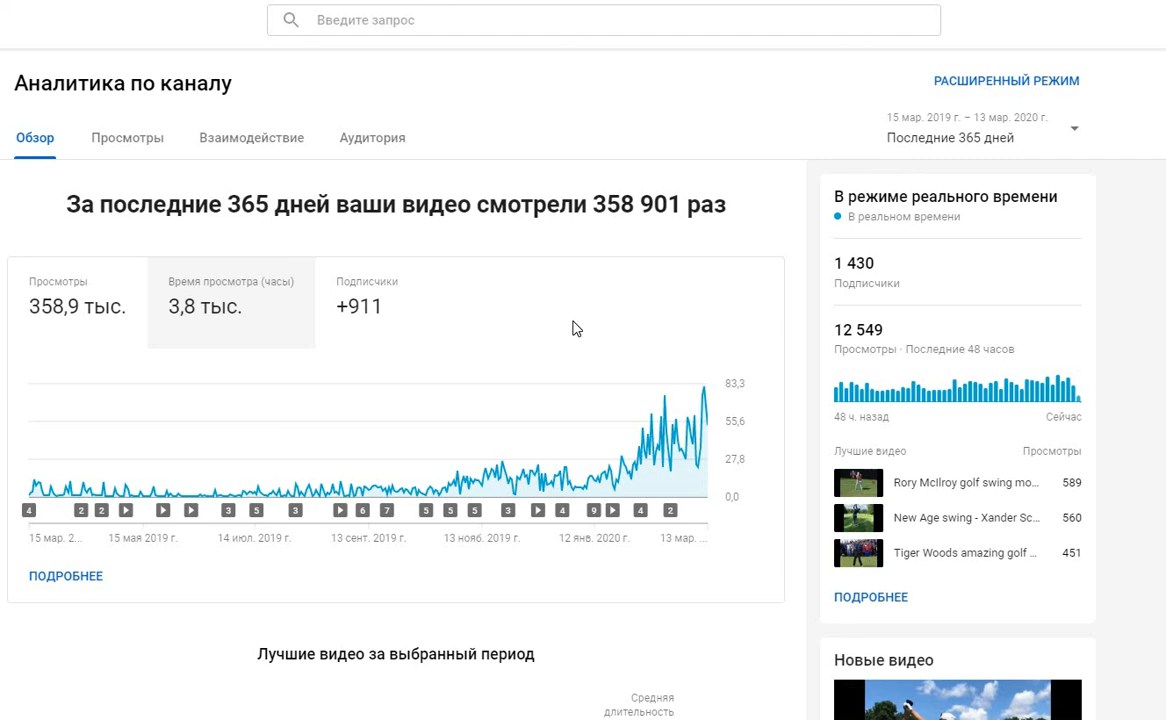 Введите запрос
Аналитика по каналу
РАСШИРЕННЫЙ РЕЖИМ
Обзор
Просмотры
Взаимодействие
Аудитория
15 мар. 2019 г. – 13 мар. 2020 г.
Последние 365 дней
За последние 365 дней ваши видео смотрели 358 901 раз
Просмотры
358,9 тыс.
Время просмотра (часы)
3,8 тыс.
Подписчики
+911
83,3
55,6
27,8
0,0
4 2 2 3 5 3 6 7 5 5 5 3 4 9 4 2
15 мар. 2... 15 мая 2019 г. 14 июл. 2019 г. 13 сент. 2019 г. 13 нояб. 2019 г. 12 янв. 2020 г. 13 мар. ...
ПОДРОБНЕЕ
Лучшие видео за выбранный период
Средняя
длительность
В режиме реального времени
В реальном времени
1 430
Подписчики
12 549
Просмотры · Последние 48 часов
48 ч. назад Сейчас
Лучшие видео Просмотры
Rory McIlroy golf swing mo... 589
New Age swing - Xander Sc... 560
Tiger Woods amazing golf ... 451
ПОДРОБНЕЕ
Новые видео